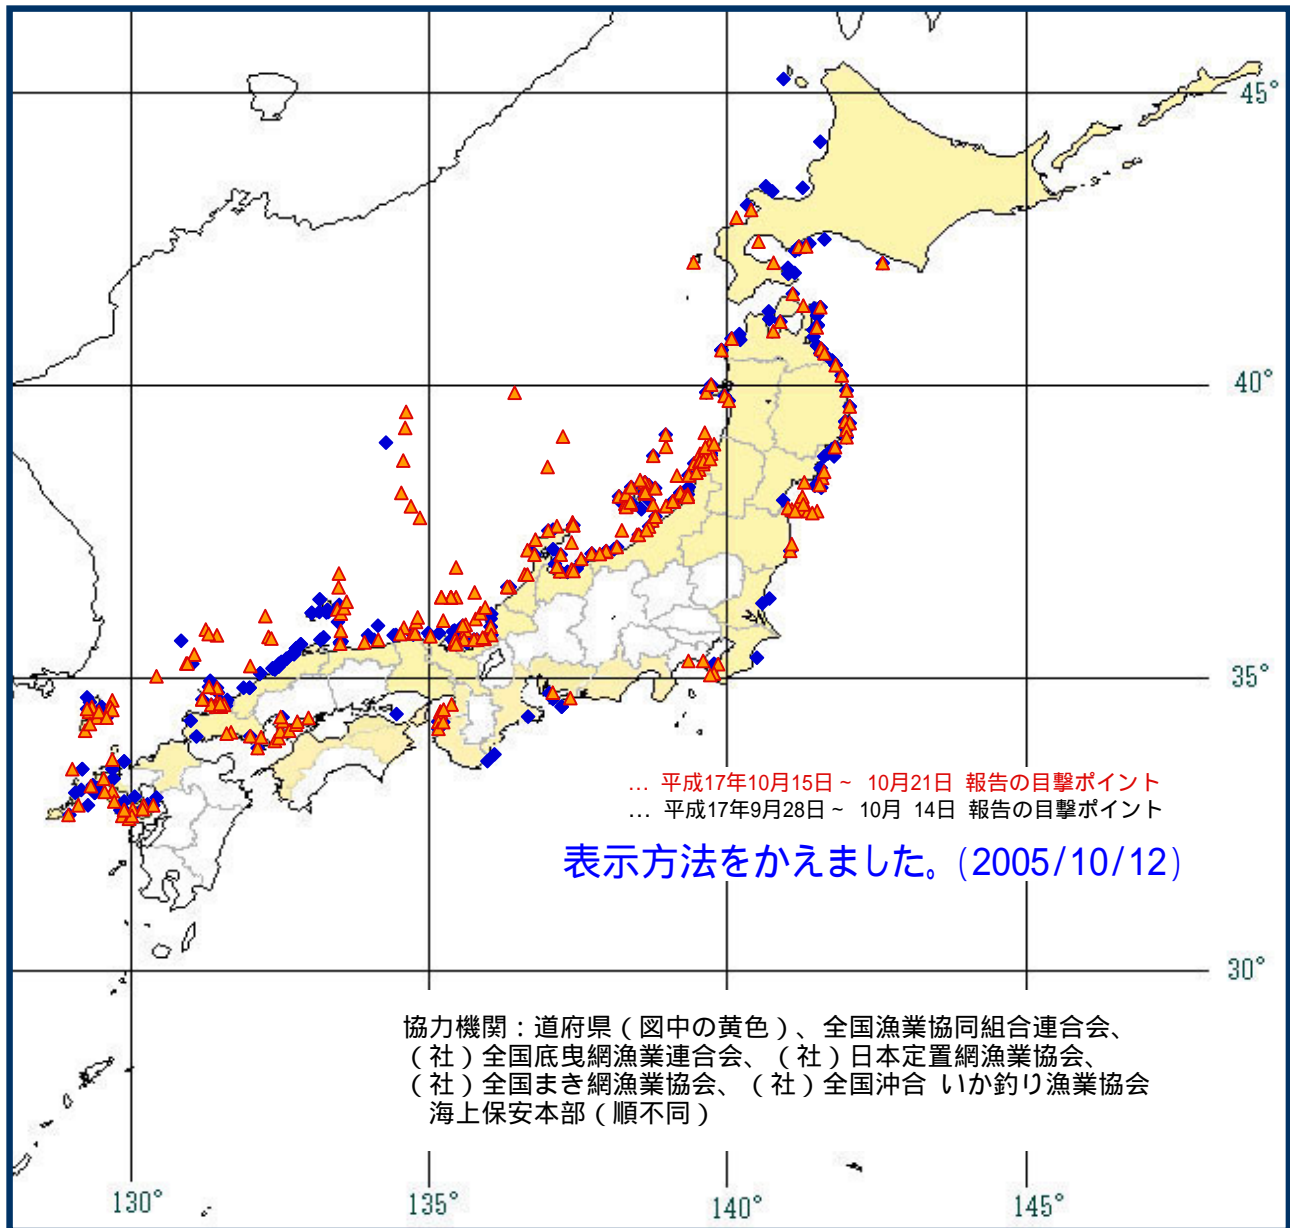 45°
40°
35°
… 平成17年10月15日~ 10月21日 報告の目撃ポイント
… 平成17年9月28日~ 10月 14日 報告の目撃ポイント
表示方法をかえました。(2005/10/12)
30°
協力機関:道府県(図中の黄色)、全国漁業協同組合連合会、
(社)全国底曳網漁業連合会、(社)日本定置網漁業協会、
(社)全国まき網漁業協会、(社)全国沖合 いか釣り漁業協会
海上保安本部(順不同)
130° 135° 140° 145°